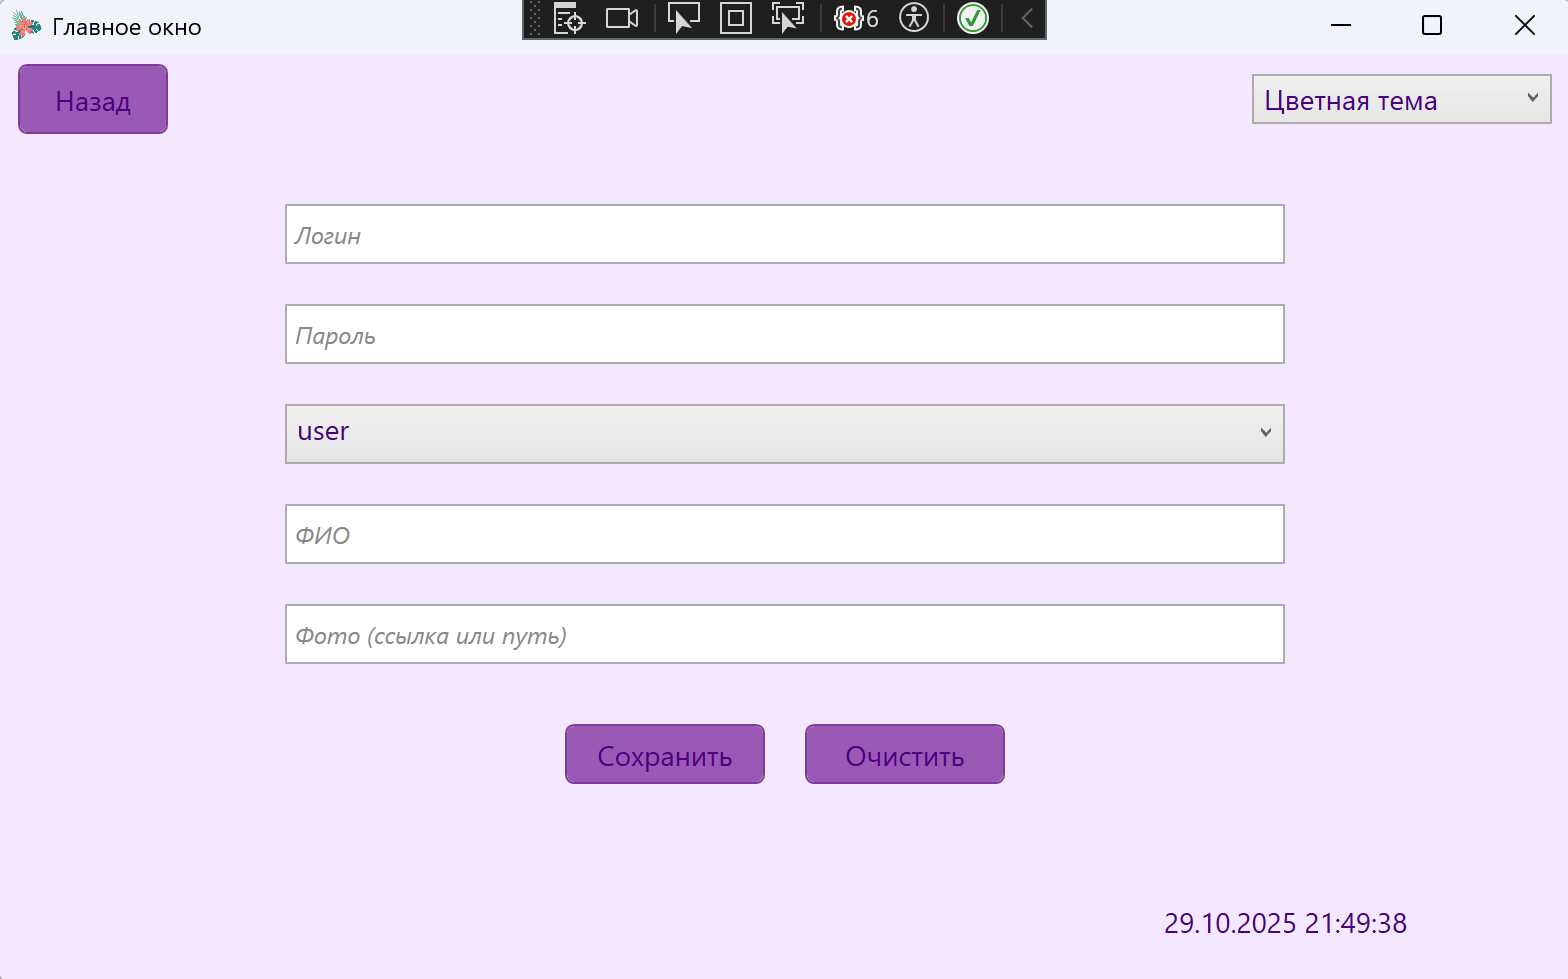 Главное окно
6
Назад
Цветная тема
Логин
Пароль
user
ФИО
Фото (ссылка или путь)
Сохранить
Очистить
29.10.2025 21:49:38